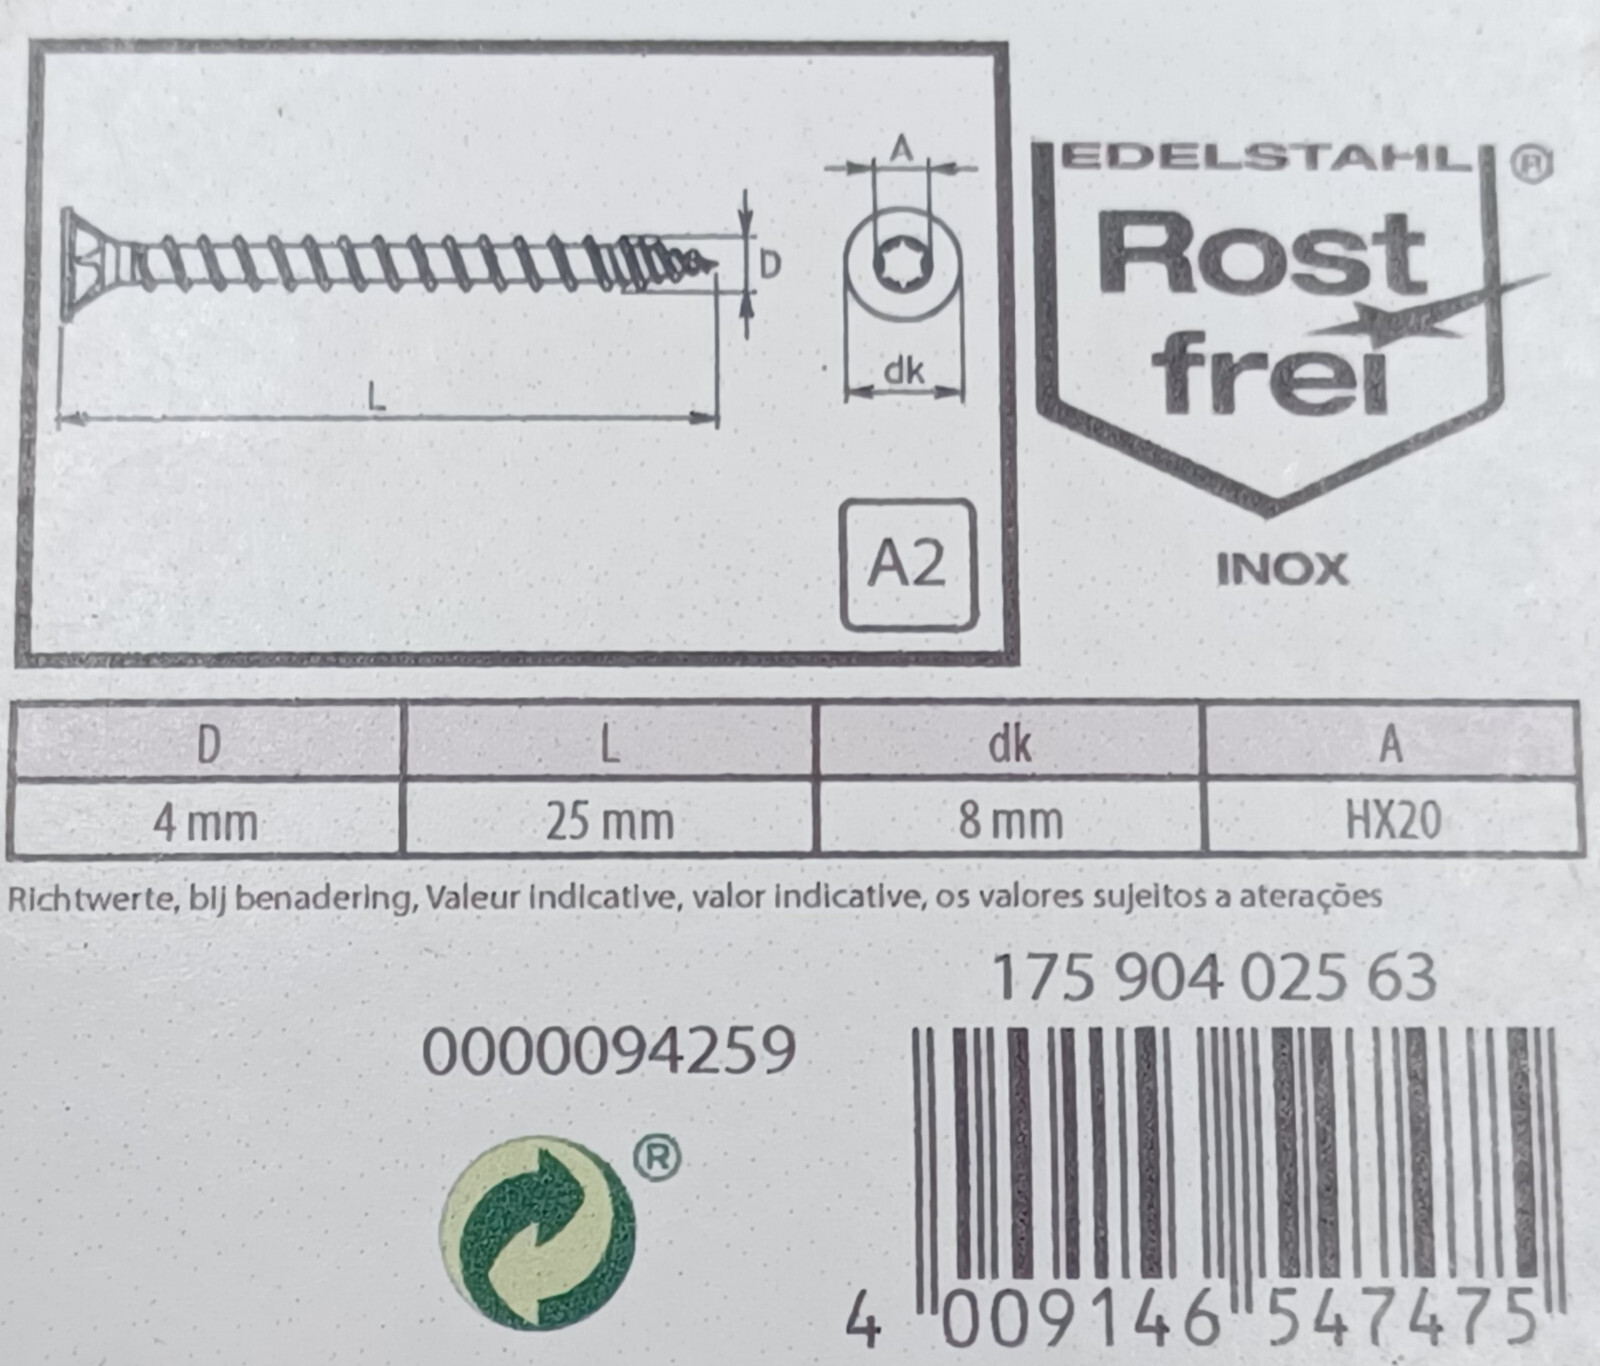 A
D
dk
L
A2
EDELSTAHL ®
Rost
frei
INOX
D L dk A
4 mm 25 mm 8 mm HX20
Richtwerte, bij benadering, Valeur indicative, valor indicative, os valores sujeitos a aterações
175 904 025 63
0000094259
®
4 009146 547475